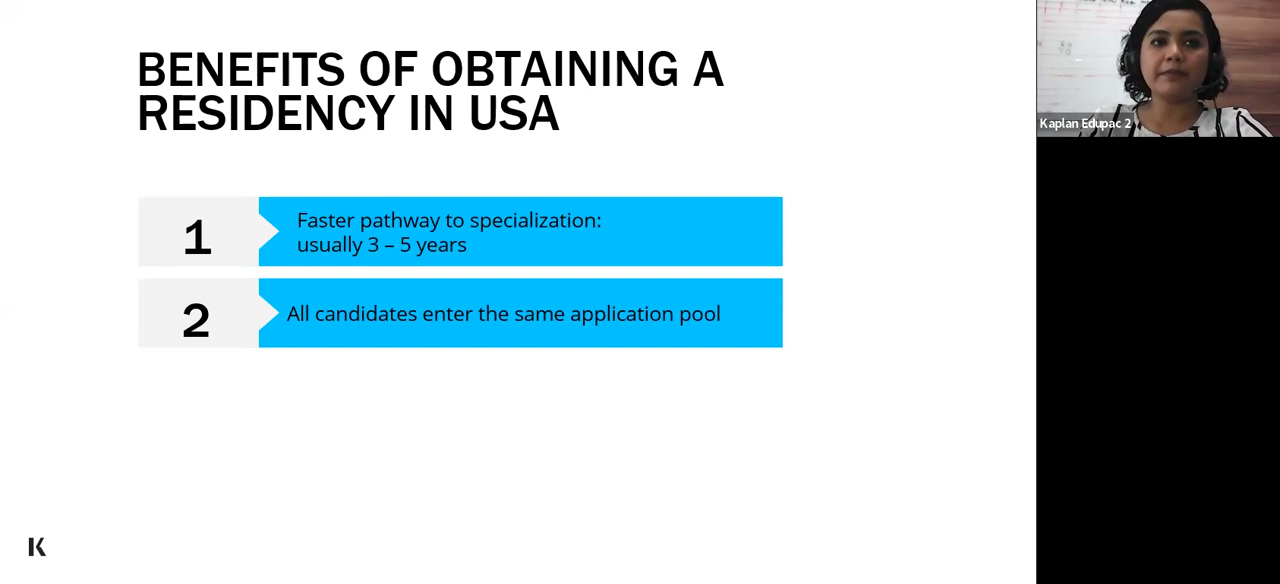 BENEFITS OF OBTAINING A
RESIDENCY IN USA
1
Faster pathway to specialization:
usually 3 – 5 years
2
All candidates enter the same application pool
K
Kaplan Edupac 2